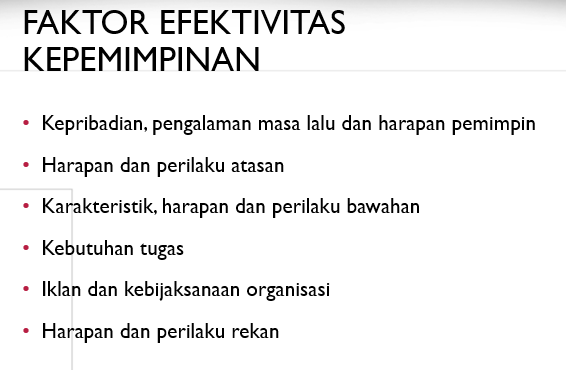 FAKTOR EFEKTIVITAS
KEPEMIMPINAN
• Kepribadian, pengalaman masa lalu dan harapan pemimpin
• Harapan dan perilaku atasan
• Karakteristik, harapan dan perilaku bawahan
• Kebutuhan tugas
• Iklan dan kebijaksanaan organisasi
• Harapan dan perilaku rekan